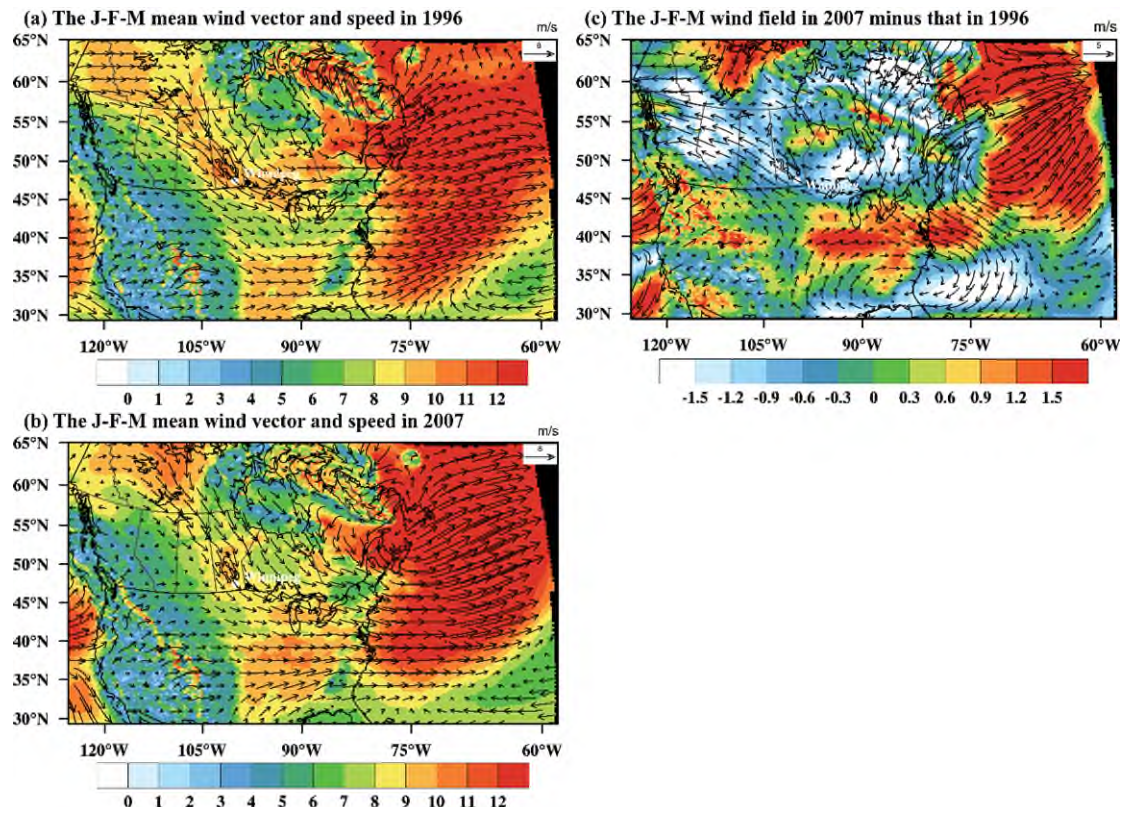 (a) The J-F-M mean wind vector and speed in 1996
m/s
6
65°N
60°N
55°N
50°N
45°N
40°N
35°N
30°N
Winnipeg
120°W 105°W 90°W 75°W 60°W
0 1 2 3 4 5 6 7 8 9 10 11 12
(c) The J-F-M wind field in 2007 minus that in 1996
m/s
5
65°N
60°N
55°N
50°N
45°N
40°N
35°N
30°N
Winnipeg
120°W 105°W 90°W 75°W 60°W
-1.5 -1.2 -0.9 -0.6 -0.3 0 0.3 0.6 0.9 1.2 1.5
(b) The J-F-M mean wind vector and speed in 2007
m/s
6
65°N
60°N
55°N
50°N
45°N
40°N
35°N
30°N
Winnipeg
120°W 105°W 90°W 75°W 60°W
0 1 2 3 4 5 6 7 8 9 10 11 12